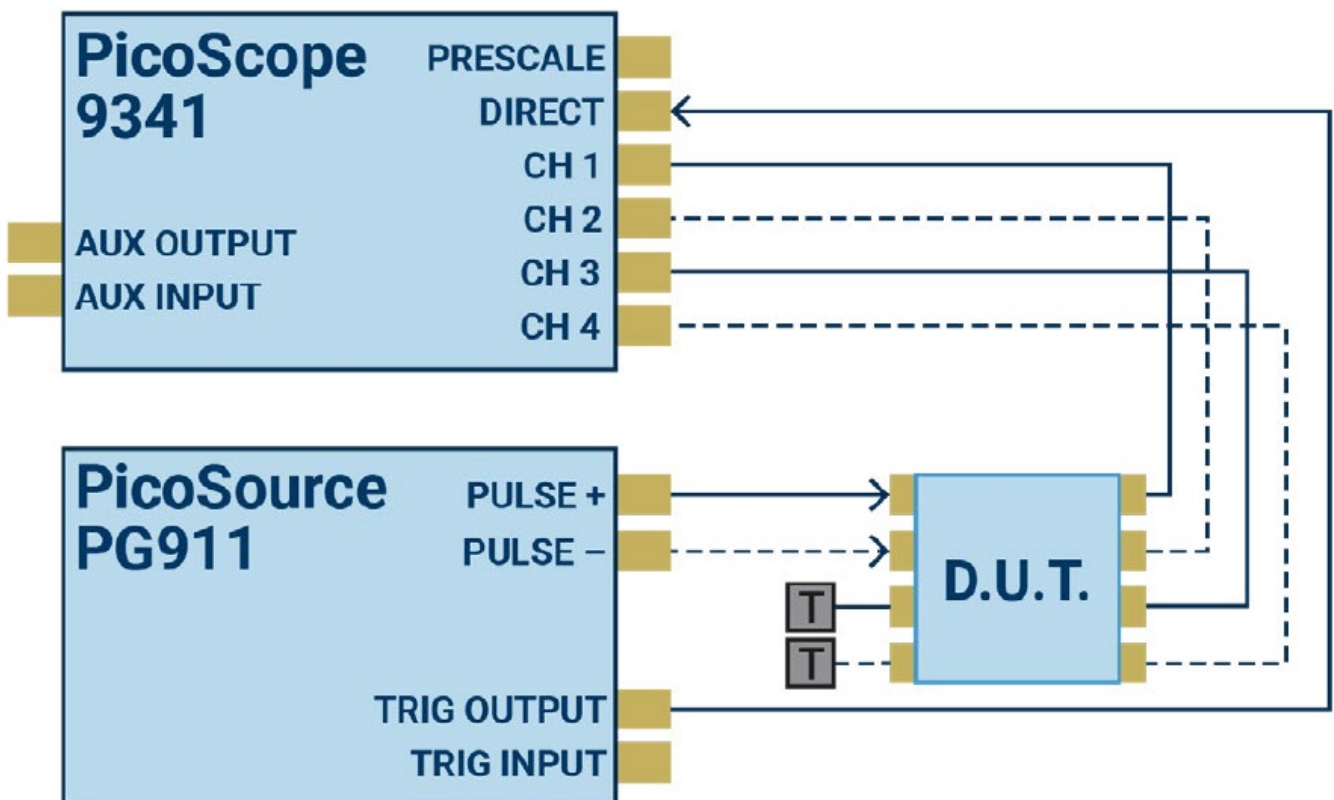 PicoScope
9341
PRESCALE
DIRECT
CH 1
CH 2
CH 3
CH 4
AUX OUTPUT
AUX INPUT
PicoSource
PG911
PULSE +
PULSE –
T
T
D.U.T.
TRIG OUTPUT
TRIG INPUT